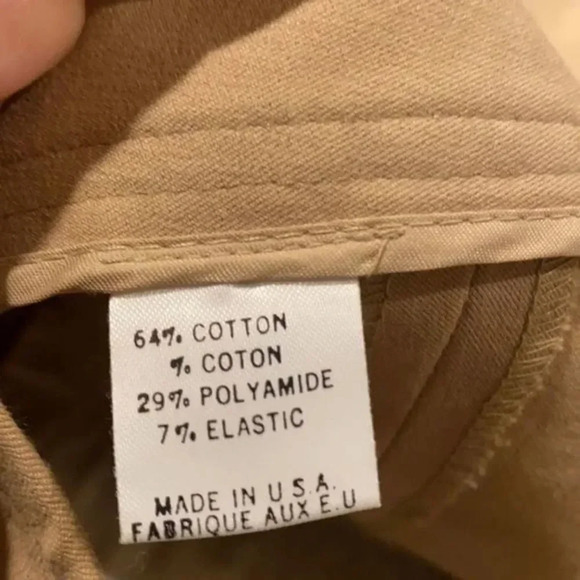 64% COTTON
% COTON
29% POLYAMIDE
7% ELASTIC
MADE IN U.S.A.
FABRIQUE AUX E.U